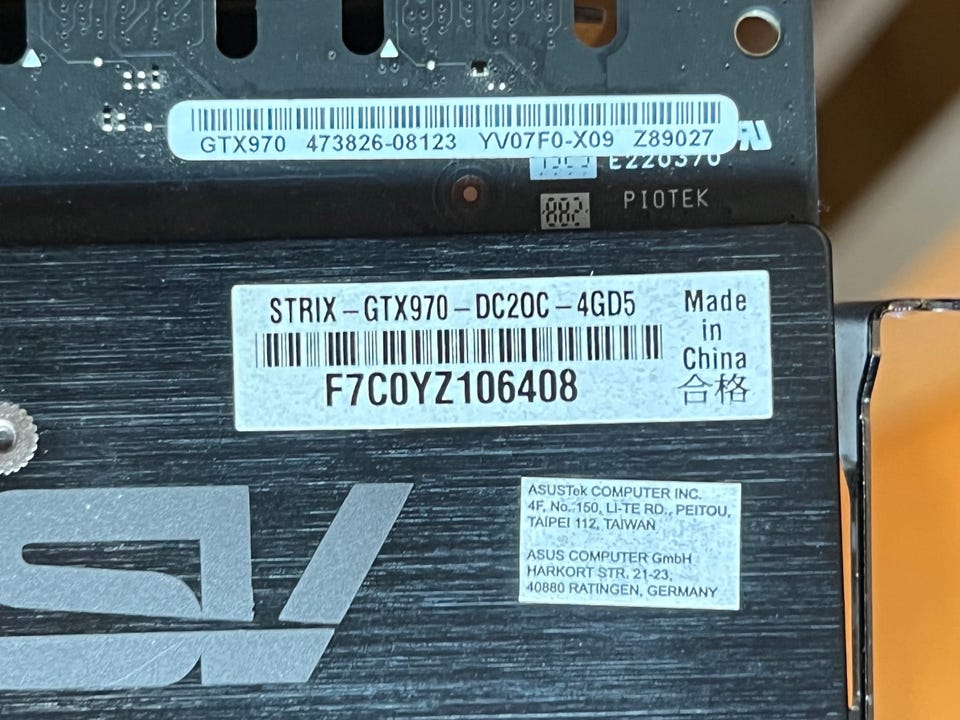 GTX970 473826-08123 YV07F0-X09 Z89027
E220370
PIOTEK
STRIX-GTX970-DC2OC-4GD5
F7C0YZ106408
Made
in
China
合格
ASUSTek COMPUTER INC.
4F, No. 150, LI-TE RD., PEITOU,
TAIPEI 112, TAIWAN
ASUS COMPUTER GmbH
HARKORT STR. 21-23,
40880 RATINGEN, GERMANY